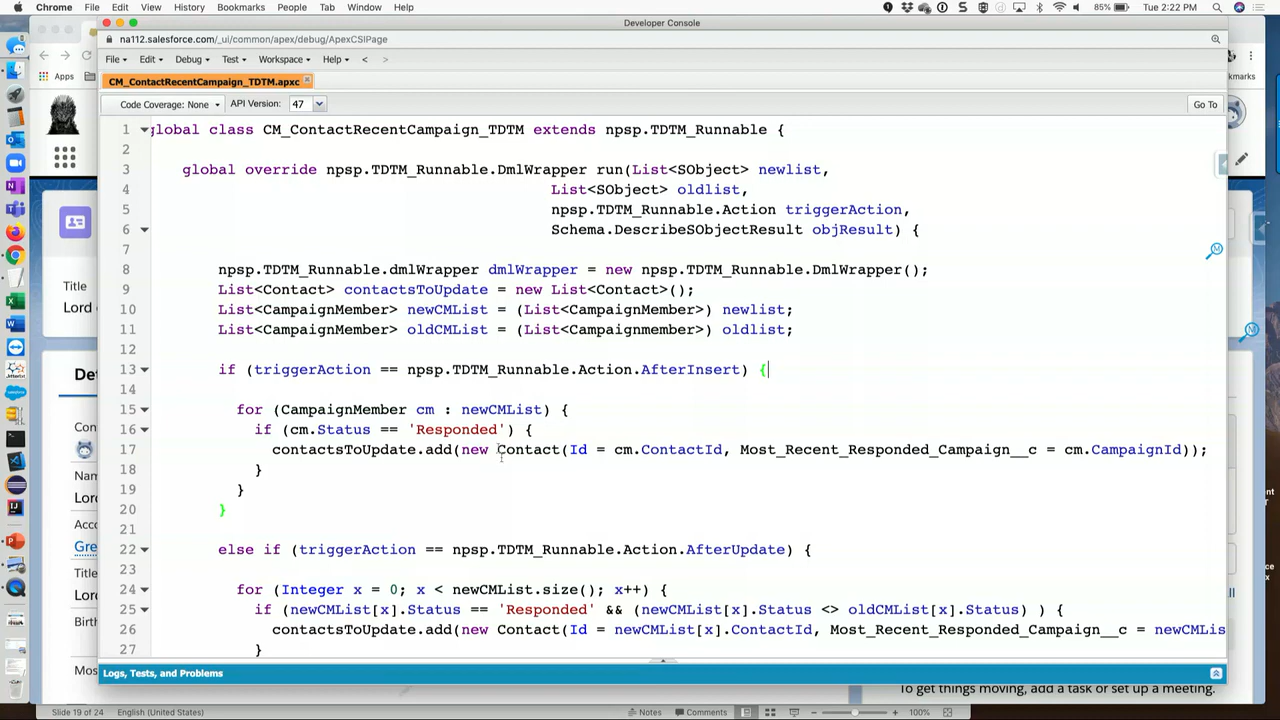 Chrome File Edit View History Bookmarks People Tab Window Help 85% Tue 2:22 PM
Developer Console
na112.salesforce.com/_ui/common/apex/debug/ApexCSIPage
File Edit Debug Test Workspace Help < >
Apps
CM_ContactRecentCampaign_TDTM.apxc
Code Coverage: None API Version: 47 Go To
1 global class CM_ContactRecentCampaign_TDTM extends npsp.TDTM_Runnable {
2
3 global override npsp.TDTM_Runnable.DmlWrapper run(List<SObject> newlist,
4 List<SObject> oldlist,
5 npsp.TDTM_Runnable.Action triggerAction,
6 Schema.DescribeSObjectResult objResult) {
7
8 npsp.TDTM_Runnable.dmlWrapper dmlWrapper = new npsp.TDTM_Runnable.DmlWrapper();
9 List<Contact> contactsToUpdate = new List<Contact>();
10 List<CampaignMember> newCMList = (List<CampaignMember>) newlist;
11 List<CampaignMember> oldCMList = (List<Campaignmember>) oldlist;
12
13 if (triggerAction == npsp.TDTM_Runnable.Action.AfterInsert) {
14
15 for (CampaignMember cm : newCMList) {
16 if (cm.Status == 'Responded') {
17 contactsToUpdate.add(new Contact(Id = cm.ContactId, Most_Recent_Responded_Campaign__c = cm.CampaignId));
18 }
19 }
20 }
21
22 else if (triggerAction == npsp.TDTM_Runnable.Action.AfterUpdate) {
23
24 for (Integer x = 0; x < newCMList.size(); x++) {
25 if (newCMList[x].Status == 'Responded' && (newCMList[x].Status <> oldCMList[x].Status) ) {
26 contactsToUpdate.add(new Contact(Id = newCMList[x].ContactId, Most_Recent_Responded_Campaign__c = newCMLis
27 }
Logs, Tests, and Problems
Title
Lord
De
Con
Lord
Acco
Gre
Title
Lord
Birt
Mos
To get things moving, add a task or set up a meeting.
Slide 19 of 24 English (United States) Notes Comments 100%